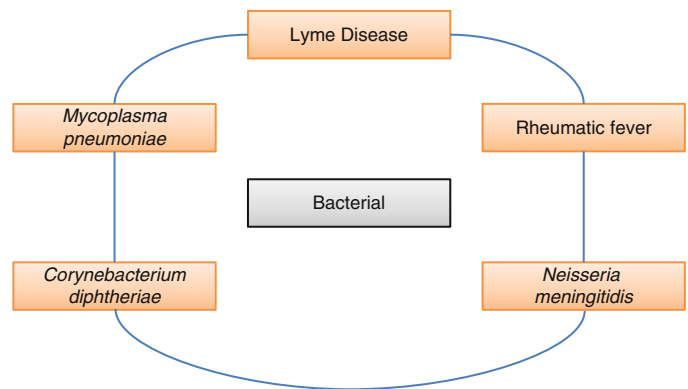 Lyme Disease
Mycoplasma
pneumoniae
Rheumatic fever
Bacterial
Corynebacterium
diphtheriae
Neisseria
meningitidis